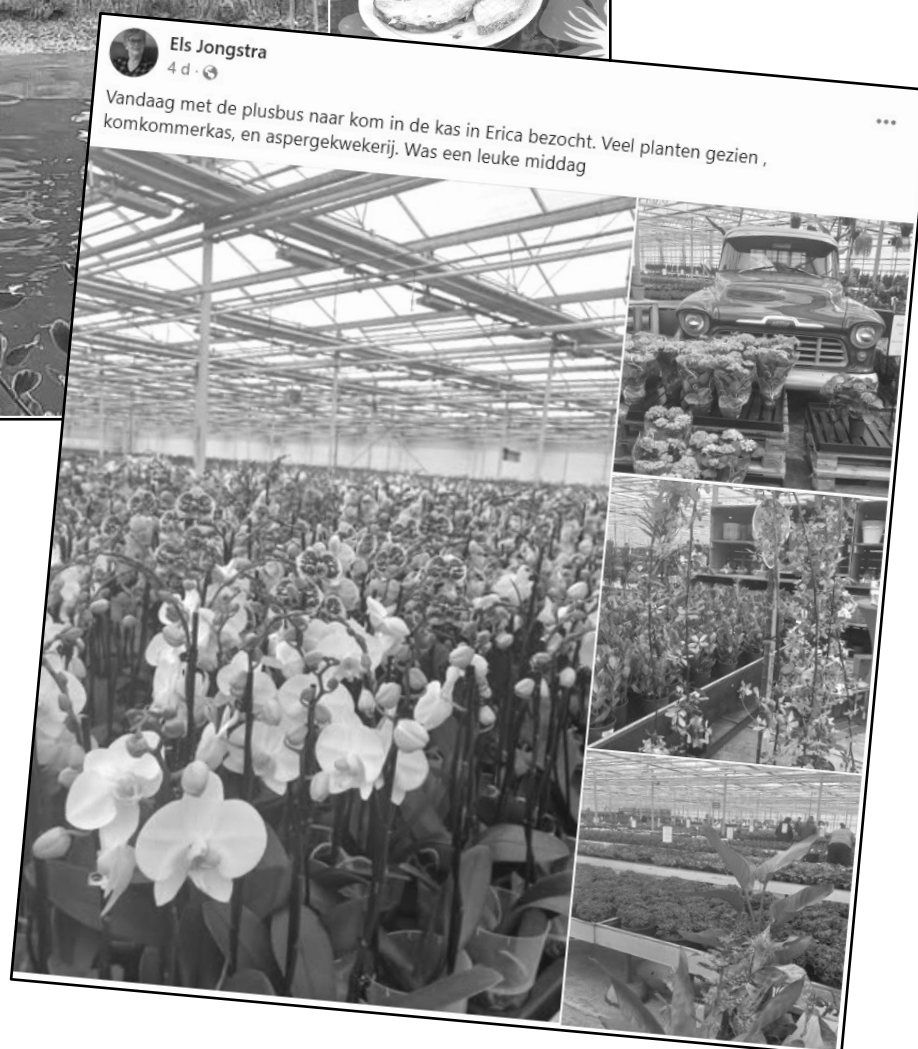 Els Jongstra
4 d ·
Vandaag met de plusbus naar kom in de kas in Erica bezocht. Veel planten gezien ,
komkommerkas, en aspergekwekerij. Was een leuke middag